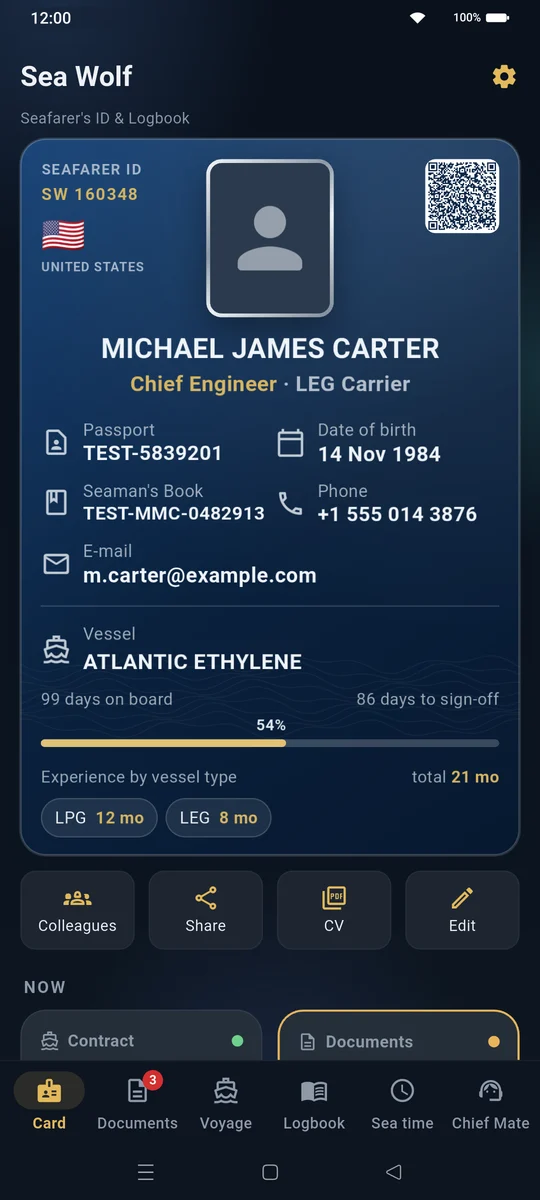 12:00
100%
Sea Wolf
Seafarer's ID & Logbook
SEAFARER ID
SW 160348
UNITED STATES
MICHAEL JAMES CARTER
Chief Engineer · LEG Carrier
Passport
TEST-5839201
Date of birth
14 Nov 1984
Seaman's Book
TEST-MMC-0482913
Phone
+1 555 014 3876
E-mail
m.carter@example.com
Vessel
ATLANTIC ETHYLENE
99 days on board
86 days to sign-off
54%
Experience by vessel type
total 21 mo
LPG 12 mo
LEG 8 mo
Colleagues
Share
PDF
CV
Edit
NOW
Contract
Documents
3
Card
Documents
Voyage
Logbook
Sea time
Chief Mate